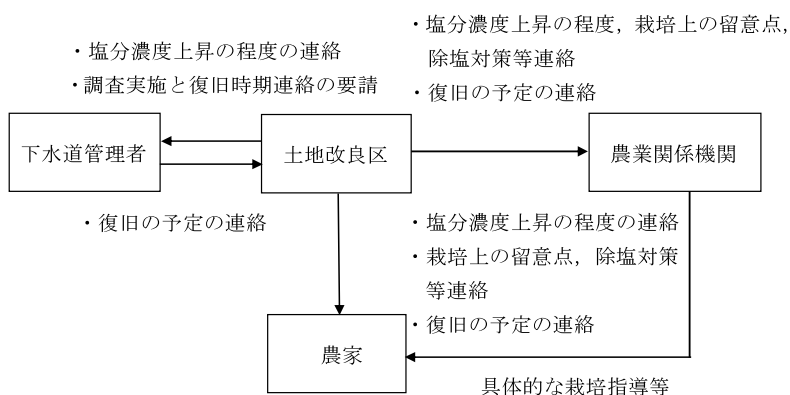 ・塩分濃度上昇の程度の連絡
・調査実施と復旧時期連絡の要請
・塩分濃度上昇の程度，栽培上の留意点，
除塩対策等連絡
・復旧の予定の連絡
下水道管理者
土地改良区
農業関係機関
・復旧の予定の連絡
・塩分濃度上昇の程度の連絡
・栽培上の留意点，除塩対策
等連絡
・復旧の予定の連絡
農家
具体的な栽培指導等